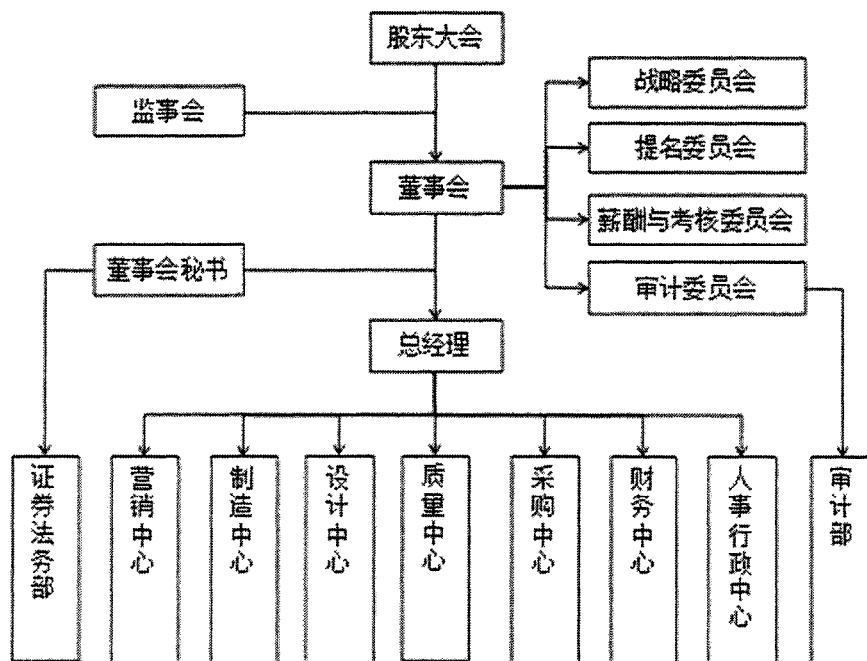 股东大会
战略委员会
监事会
提名委员会
董事会
薪酬与考核委员会
董事会秘书
审计委员会
总经理
证券法务部
营销中心
制造中心
设计中心
质量中心
采购中心
财务中心
人事行政中心
审计部